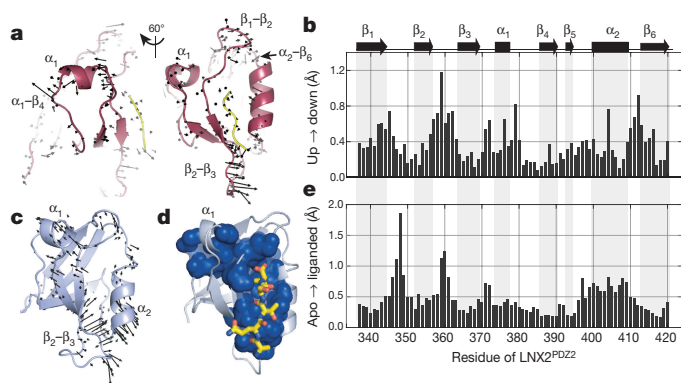 a
60°
α1
α1–β4
β1–β2
α1
α2–β6
β2–β3
c
α1
α2
β2–β3
d
α1
b
β1 β2 β3 α1 β4 β5 α2 β6
Up → down (Å)
1.2
0.8
0.4
0.0
e
Apo → liganded (Å)
2.0
1.5
1.0
0.5
0.0
340 350 360 370 380 390 400 410 420
Residue of LNX2PDZ2